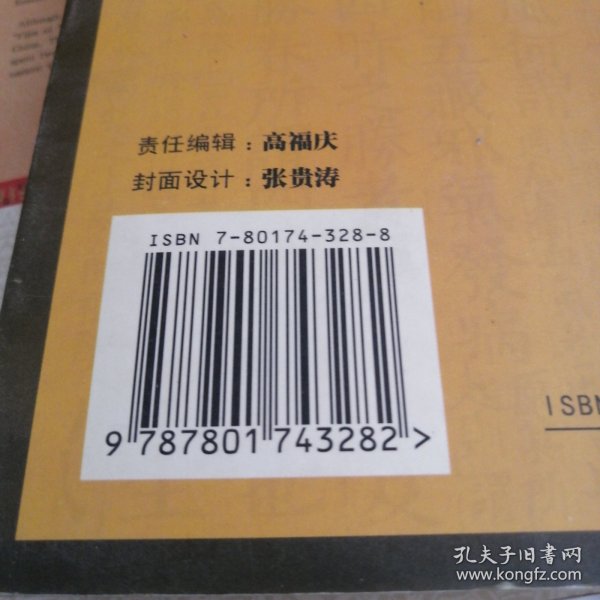 责任编辑：高福庆
封面设计：张贵涛
ISBN 7-80174-328-8
9 787801 743282 >
ISBN
孔夫子旧书网
www.kongfz.com